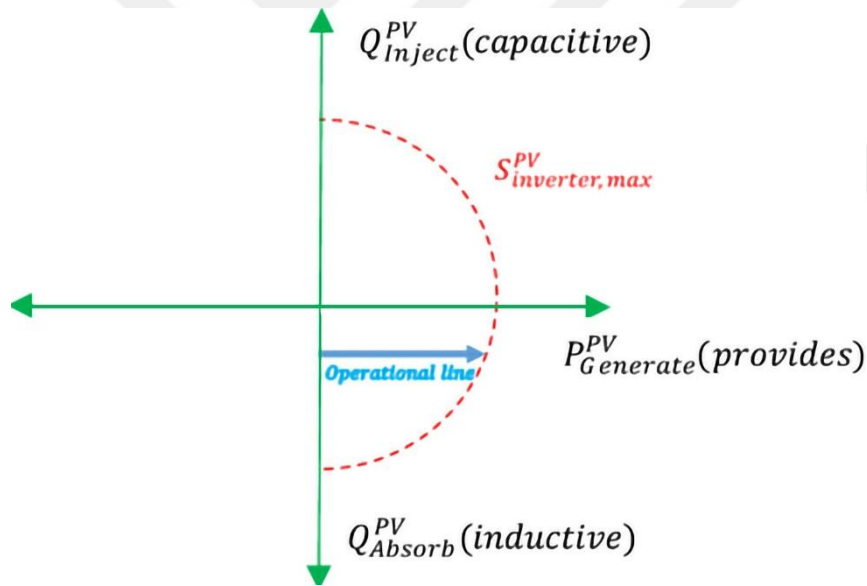 Q^{PV}_{Inject}(capacitive)
S^{PV}_{inverter,max}
P^{PV}_{Generate}(provides)
Operational line
Q^{PV}_{Absorb}(inductive)